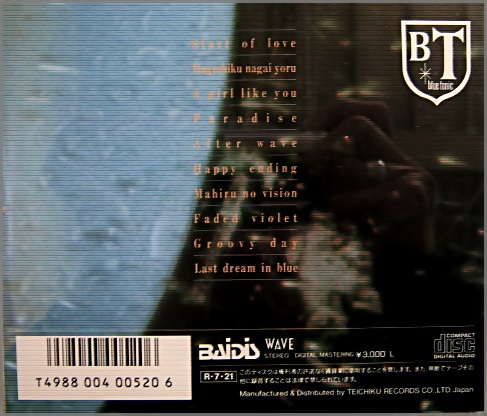 Start of love
nagai yoru
A girl like you
Paradise
After wave
Happy ending
Mahiru no vision
Faded violet
Groovy day
Last dream in blue
BT
blue tonic
BAIDIS WAVE
STEREO DIGITAL MASTERING ¥3,000 L
COMPACT
disc
DIGITAL AUDIO
T4988 004 00520 6
R-7·21
このディスクは権利者の許諾なく賃貸業に使用することを禁じます。また、無断でテープその
他に録音することは法律で禁じられています。
Manufactured & Distributed by TEICHIKU RECORDS CO.,LTD. Japan